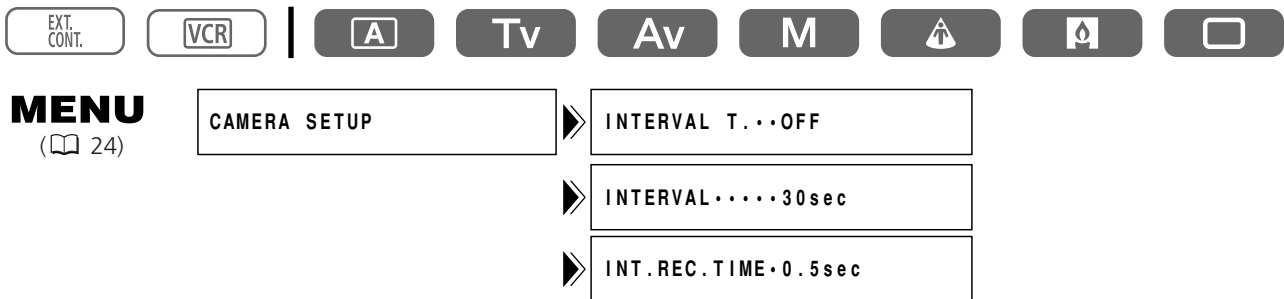 EXT. CONT. VCR A Tv Av M
MENU
(24)
CAMERA SETUP
INTERVAL T.••OFF
INTERVAL•••••30sec
INT.REC.TIME•0.5sec